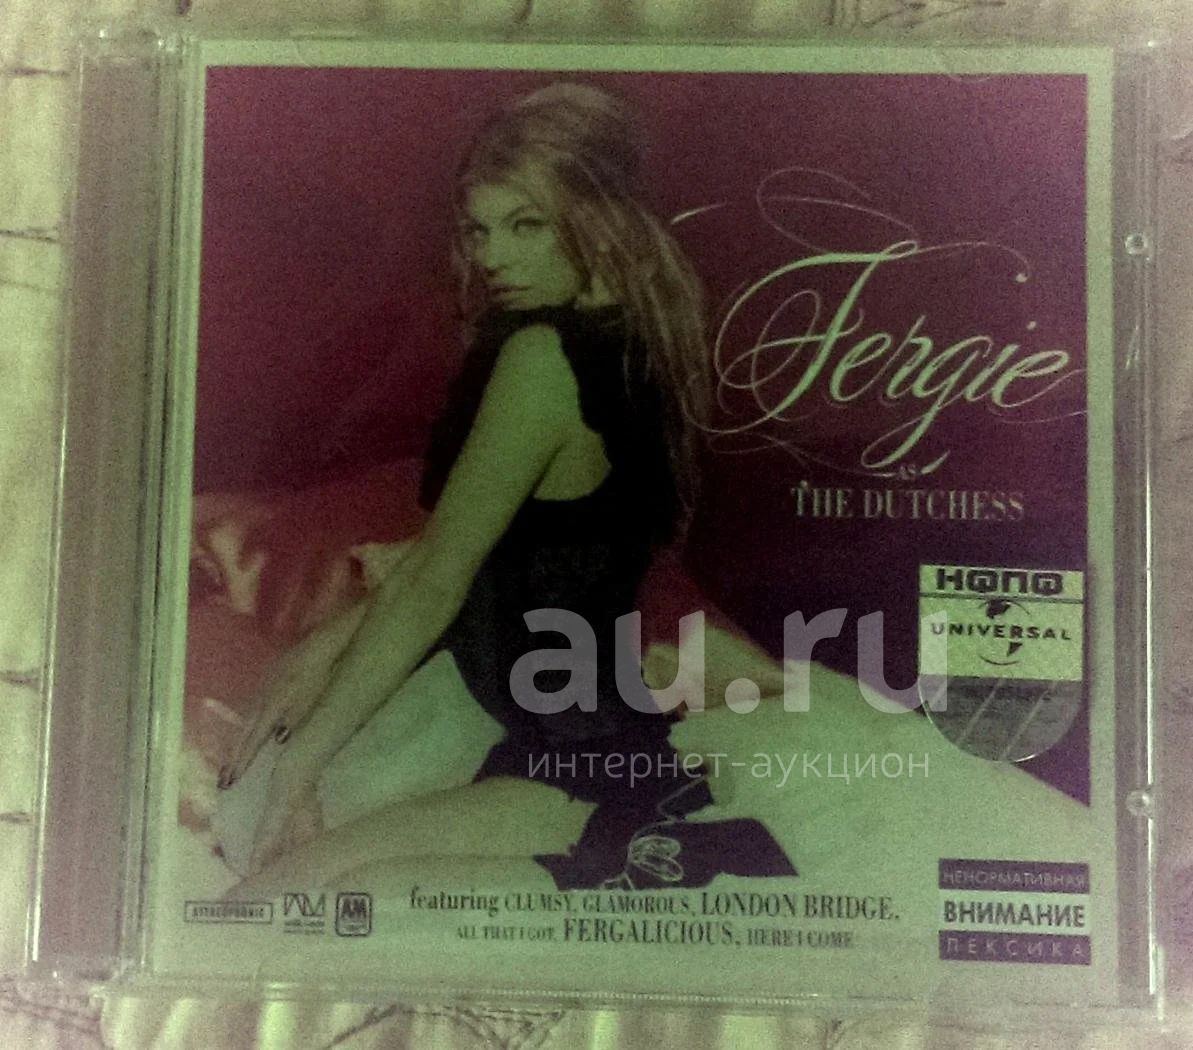 Fergie
AS
THE DUTCHESS
НОПО
UNIVERSAL
au.ru
интернет-аукцион
НЕНОРМАТИВНАЯ
ВНИМАНИЕ
ЛЕКСИКА
featuring CLUMSY, GLAMOROUS, LONDON BRIDGE,
ALL THAT I GOT, FERGALICIOUS, HERE I COME
A&M